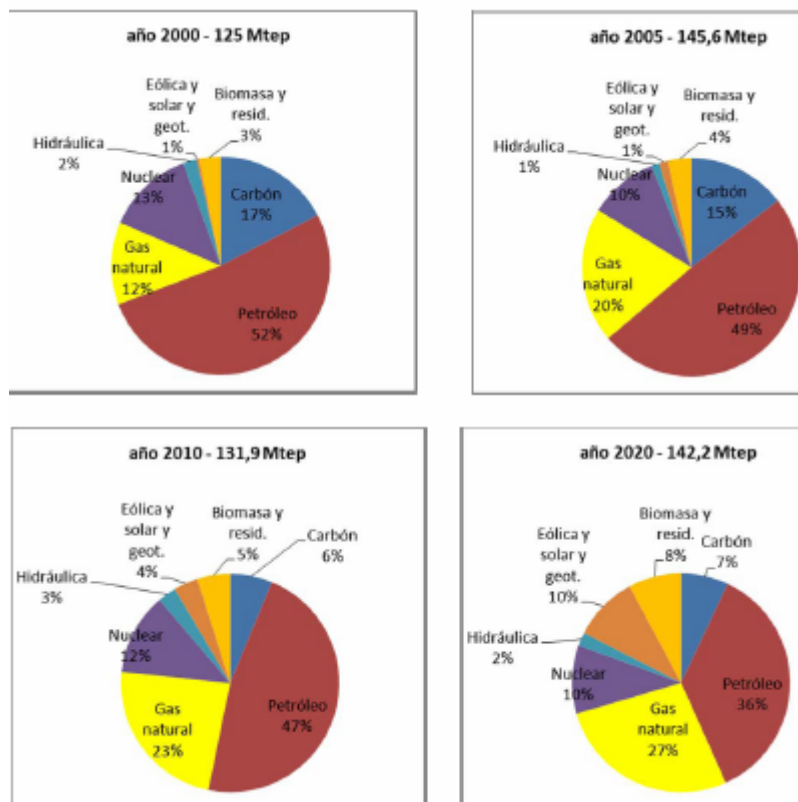 año 2000 - 125 Mtep
Eólica y
solar y
geot.
1%
Biomasa y
resid.
3%
Hidráulica
2%
Nuclear
13%
Carbón
17%
Gas
natural
12%
Petróleo
52%
año 2005 - 145,6 Mtep
Eólica y
solar y
geot.
1%
Biomasa y
resid.
4%
Hidráulica
1%
Nuclear
10%
Carbón
15%
Gas
natural
20%
Petróleo
49%
año 2010 - 131,9 Mtep
Eólica y
solar y
geot.
4%
Biomasa y
resid.
5%
Carbón
6%
Hidráulica
3%
Nuclear
12%
Petróleo
47%
Gas
natural
23%
año 2020 - 142,2 Mtep
Eólica y
solar y
geot.
10%
Biomasa y
resid.
8%
Carbón
7%
Hidráulica
2%
Nuclear
10%
Petróleo
36%
Gas
natural
27%